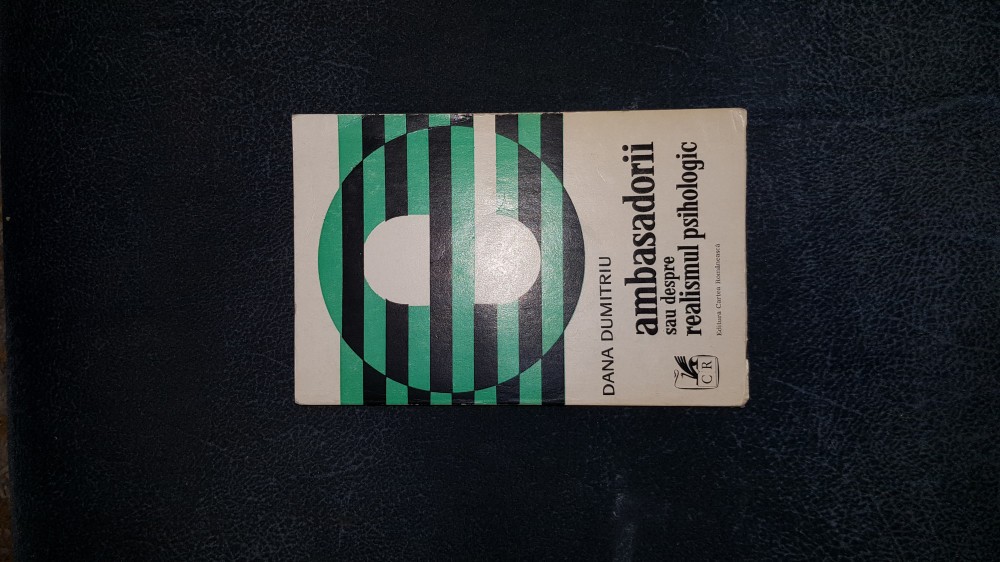 DANA DUMITRIU
ambasadorii
sau despre
realismul psihologic
Editura Cartea Românească
CR